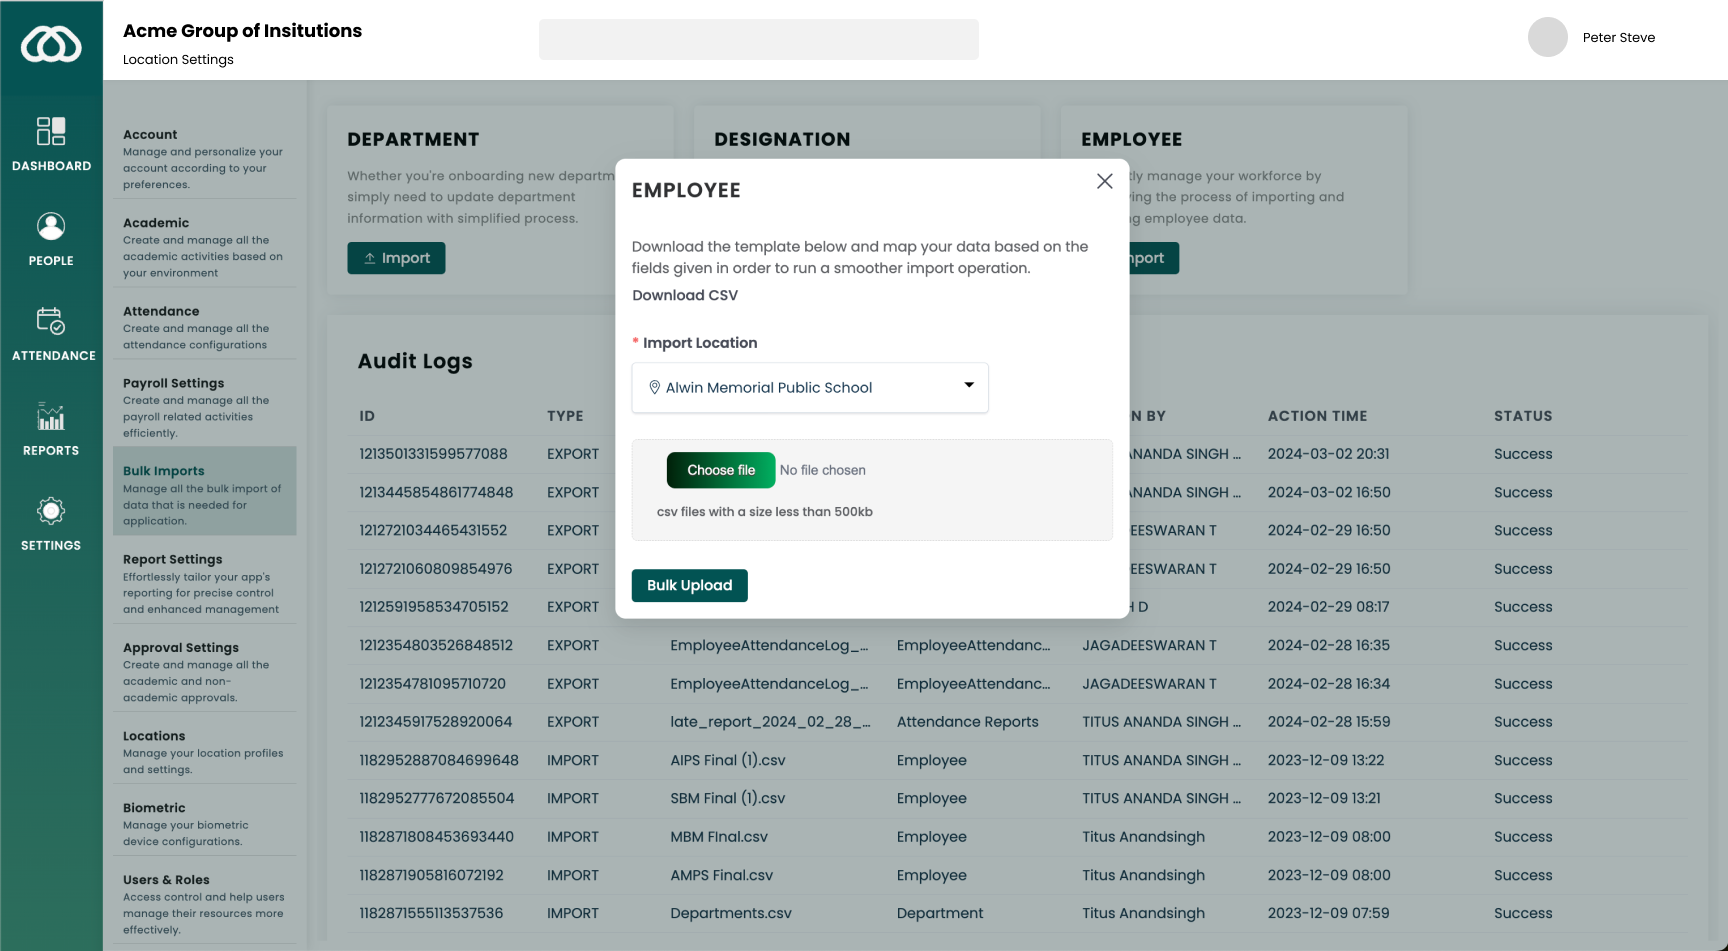 Acme Group of Insitutions
Location Settings
Peter Steve
DASHBOARD
PEOPLE
ATTENDANCE
REPORTS
SETTINGS
Account
Manage and personalize your
account according to your
preferences.
Academic
Create and manage all the
academic activities based on
your environment
Attendance
Create and manage all the
attendance configurations
Payroll Settings
Create and manage all the
payroll related activities
efficiently.
Bulk Imports
Manage all the bulk import of
data that is needed for
application.
Report Settings
Effortlessly tailor your app's
reporting for precise control
and enhanced management
Approval Settings
Create and manage all the
academic and non-
academic approvals.
Locations
Manage your location profiles
and settings.
Biometric
Manage your biometric
device configurations.
Users & Roles
Access control and help users
manage their resources more
effectively.
DEPARTMENT
Whether you're onboarding new departm
simply need to update department
information with simplified process.
Import
DESIGNATION
EMPLOYEE
tly manage your workforce by
ying the process of importing and
g employee data.
mport
EMPLOYEE
Download the template below and map your data based on the
fields given in order to run a smoother import operation.
Download CSV
* Import Location
Alwin Memorial Public School
Choose file No file chosen
csv files with a size less than 500kb
Bulk Upload
Audit Logs
ID TYPE N BY ACTION TIME STATUS
1213501331599577088 EXPORT ANANDA SINGH ... 2024-03-02 20:31 Success
1213445854861774848 EXPORT ANANDA SINGH ... 2024-03-02 16:50 Success
1212721034465431552 EXPORT EESWARAN T 2024-02-29 16:50 Success
1212721060809854976 EXPORT EESWARAN T 2024-02-29 16:50 Success
1212591958534705152 EXPORT H D 2024-02-29 08:17 Success
1212354803526848512 EXPORT EmployeeAttendanceLog_... EmployeeAttendanc... JAGADEESWARAN T 2024-02-28 16:35 Success
1212354781095710720 EXPORT EmployeeAttendanceLog_... EmployeeAttendanc... JAGADEESWARAN T 2024-02-28 16:34 Success
1212345917528920064 EXPORT late_report_2024_02_28_... Attendance Reports TITUS ANANDA SINGH ... 2024-02-28 15:59 Success
1182952887084699648 IMPORT AIPS Final (1).csv Employee TITUS ANANDA SINGH ... 2023-12-09 13:22 Success
1182952777672085504 IMPORT SBM Final (1).csv Employee TITUS ANANDA SINGH ... 2023-12-09 13:21 Success
1182871808453693440 IMPORT MBM FInal.csv Employee Titus Anandsingh 2023-12-09 08:00 Success
1182871905816072192 IMPORT AMPS Final.csv Employee Titus Anandsingh 2023-12-09 08:00 Success
1182871555113537536 IMPORT Departments.csv Department Titus Anandsingh 2023-12-09 07:59 Success